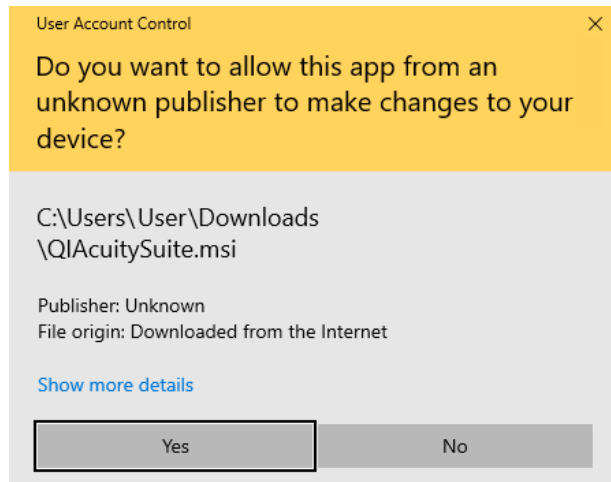 User Account Control
Do you want to allow this app from an
unknown publisher to make changes to your
device?
C:\Users\User\Downloads
\QIAcuitySuite.msi
Publisher: Unknown
File origin: Downloaded from the Internet
Show more details
Yes
No